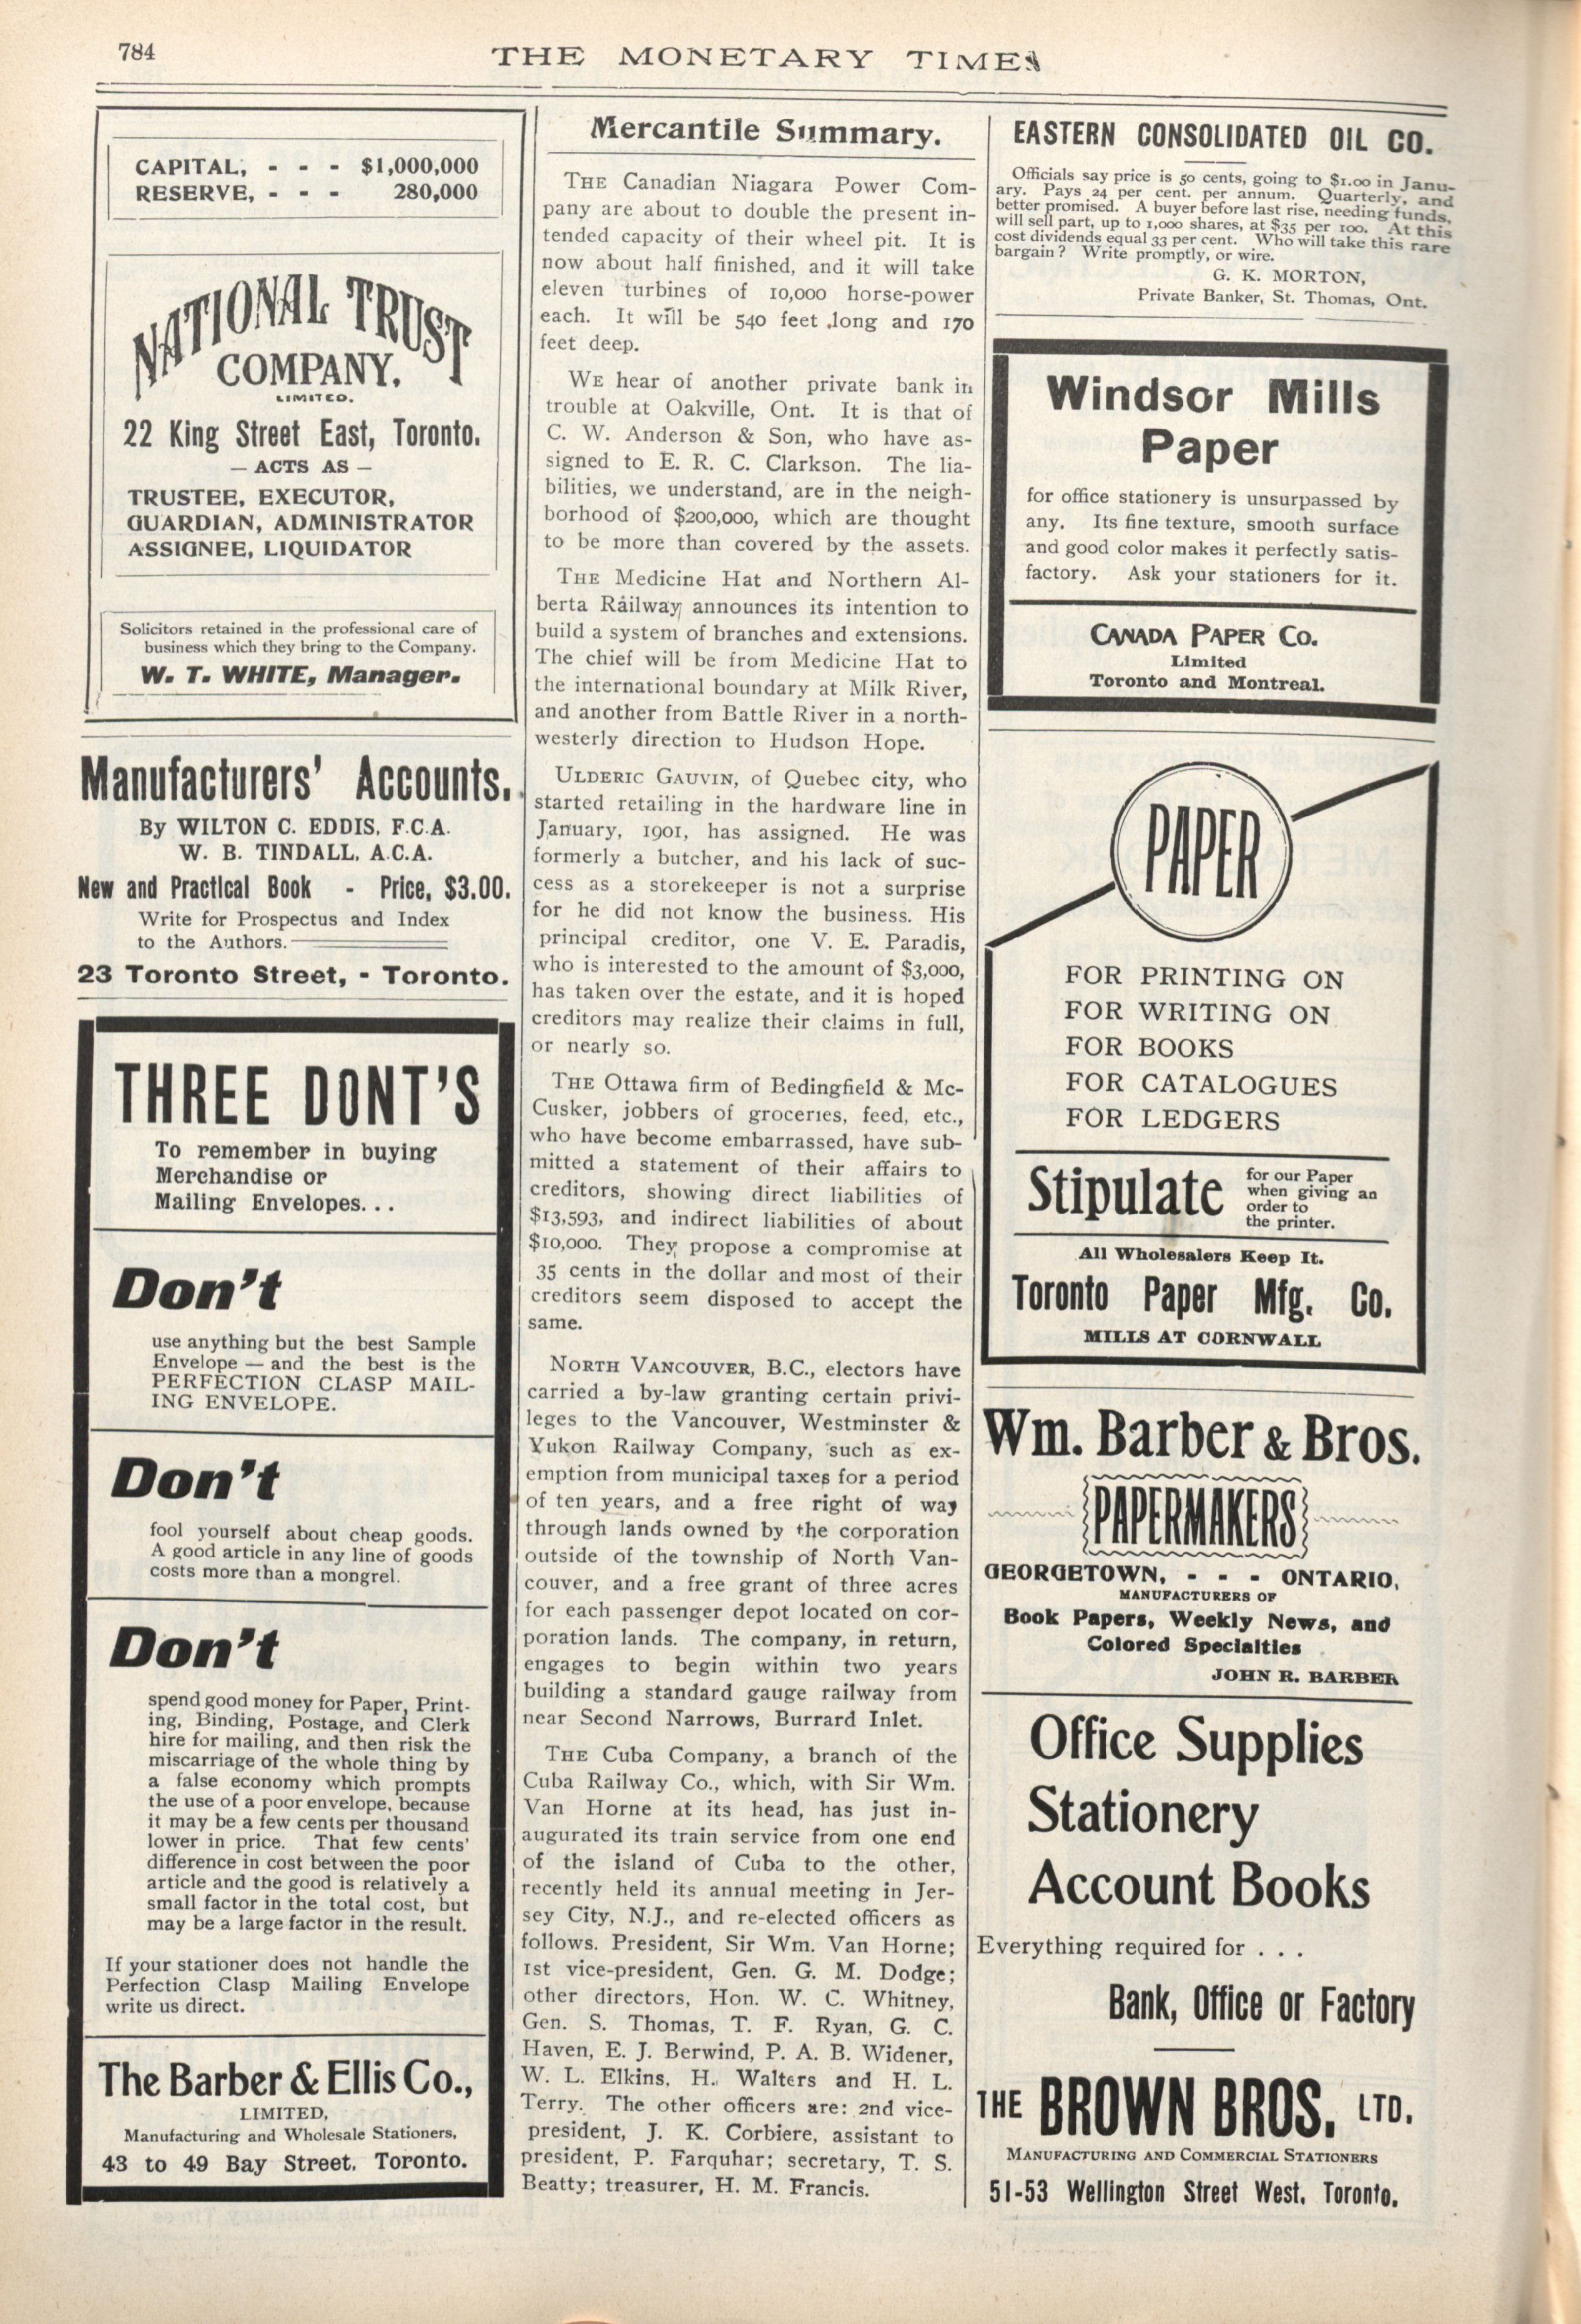 784
THE MONETARY TIMES
CAPITAL, - - - $1,000,000
RESERVE, - - - 280,000
NATIONAL TRUST
COMPANY,
LIMITED.
22 King Street East, Toronto.
— ACTS AS —
TRUSTEE, EXECUTOR,
GUARDIAN, ADMINISTRATOR
ASSIGNEE, LIQUIDATOR
Solicitors retained in the professional care of
business which they bring to the Company.
W. T. WHITE, Manager.
Manufacturers' Accounts.
By WILTON C. EDDIS, F.C.A.
W. B. TINDALL, A.C.A.
New and Practical Book - Price, $3.00.
Write for Prospectus and Index
to the Authors.
23 Toronto Street, - Toronto.
THREE DONT'S
To remember in buying
Merchandise or
Mailing Envelopes. . .
Don't
use anything but the best Sample
Envelope — and the best is the
PERFECTION CLASP MAIL-
ING ENVELOPE.
Don't
fool yourself about cheap goods.
A good article in any line of goods
costs more than a mongrel.
Don't
spend good money for Paper, Print-
ing, Binding, Postage, and Clerk
hire for mailing, and then risk the
miscarriage of the whole thing by
a false economy which prompts
the use of a poor envelope, because
it may be a few cents per thousand
lower in price. That few cents'
difference in cost between the poor
article and the good is relatively a
small factor in the total cost, but
may be a large factor in the result.
If your stationer does not handle the
Perfection Clasp Mailing Envelope
write us direct.
The Barber & Ellis Co.,
LIMITED,
Manufacturing and Wholesale Stationers,
43 to 49 Bay Street, Toronto.
Mercantile Summary.
THE Canadian Niagara Power Com-
pany are about to double the present in-
tended capacity of their wheel pit. It is
now about half finished, and it will take
eleven turbines of 10,000 horse-power
each. It will be 540 feet long and 170
feet deep.
WE hear of another private bank in
trouble at Oakville, Ont. It is that of
C. W. Anderson & Son, who have as-
signed to E. R. C. Clarkson. The lia-
bilities, we understand, are in the neigh-
borhood of $200,000, which are thought
to be more than covered by the assets.
THE Medicine Hat and Northern Al-
berta Railway announces its intention to
build a system of branches and extensions.
The chief will be from Medicine Hat to
the international boundary at Milk River,
and another from Battle River in a north-
westerly direction to Hudson Hope.
ULDERIC GAUVIN, of Quebec city, who
started retailing in the hardware line in
January, 1901, has assigned. He was
formerly a butcher, and his lack of suc-
cess as a storekeeper is not a surprise
for he did not know the business. His
principal creditor, one V. E. Paradis,
who is interested to the amount of $3,000,
has taken over the estate, and it is hoped
creditors may realize their claims in full,
or nearly so.
THE Ottawa firm of Bedingfield & Mc-
Cusker, jobbers of groceries, feed, etc.,
who have become embarrassed, have sub-
mitted a statement of their affairs to
creditors, showing direct liabilities of
$13,593, and indirect liabilities of about
$10,000. They propose a compromise at
35 cents in the dollar and most of their
creditors seem disposed to accept the
same.
NORTH VANCOUVER, B.C., electors have
carried a by-law granting certain privi-
leges to the Vancouver, Westminster &
Yukon Railway Company, such as ex-
emption from municipal taxes for a period
of ten years, and a free right of way
through lands owned by the corporation
outside of the township of North Van-
couver, and a free grant of three acres
for each passenger depot located on cor-
poration lands. The company, in return,
engages to begin within two years
building a standard gauge railway from
near Second Narrows, Burrard Inlet.
THE Cuba Company, a branch of the
Cuba Railway Co., which, with Sir Wm.
Van Horne at its head, has just in-
augurated its train service from one end
of the island of Cuba to the other,
recently held its annual meeting in Jer-
sey City, N.J., and re-elected officers as
follows. President, Sir Wm. Van Horne;
1st vice-president, Gen. G. M. Dodge;
other directors, Hon. W. C. Whitney,
Gen. S. Thomas, T. F. Ryan, G. C.
Haven, E. J. Berwind, P. A. B. Widener,
W. L. Elkins, H. Walters and H. L.
Terry. The other officers are: 2nd vice-
president, J. K. Corbiere, assistant to
president, P. Farquhar; secretary, T. S.
Beatty; treasurer, H. M. Francis.
EASTERN CONSOLIDATED OIL CO.
Officials say price is 50 cents, going to $1.00 in Janu-
ary. Pays 24 per cent. per annum. Quarterly, and
better promised. A buyer before last rise, needing funds,
will sell part, up to 1,000 shares, at $35 per 100. At this
cost dividends equal 33 per cent. Who will take this rare
bargain? Write promptly, or wire.
G. K. MORTON,
Private Banker, St. Thomas, Ont.
Windsor Mills
Paper
for office stationery is unsurpassed by
any. Its fine texture, smooth surface
and good color makes it perfectly satis-
factory. Ask your stationers for it.
CANADA PAPER CO.
Limited
Toronto and Montreal.
PAPER
FOR PRINTING ON
FOR WRITING ON
FOR BOOKS
FOR CATALOGUES
FOR LEDGERS
Stipulate for our Paper
when giving an
order to
the printer.
All Wholesalers Keep It.
Toronto Paper Mfg. Co.
MILLS AT CORNWALL
Wm. Barber & Bros.
PAPERMAKERS
GEORGETOWN, - - - ONTARIO,
MANUFACTURERS OF
Book Papers, Weekly News, and
Colored Specialties
JOHN R. BARBER
Office Supplies
Stationery
Account Books
Everything required for . . .
Bank, Office or Factory
THE BROWN BROS. LTD.
MANUFACTURING AND COMMERCIAL STATIONERS
51-53 Wellington Street West, Toronto.